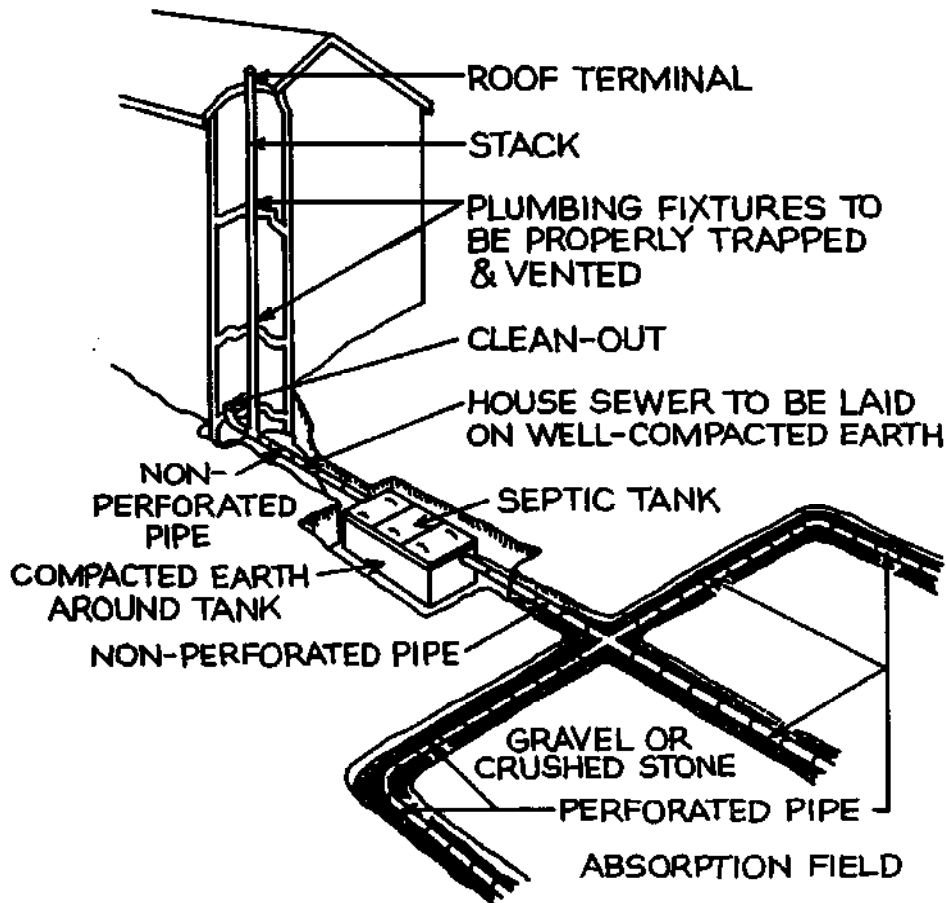 ROOF TERMINAL
STACK
PLUMBING FIXTURES TO
BE PROPERLY TRAPPED
& VENTED
CLEAN-OUT
HOUSE SEWER TO BE LAID
ON WELL-COMPACTED EARTH
NON-
PERFORATED
PIPE
SEPTIC TANK
COMPACTED EARTH
AROUND TANK
NON-PERFORATED PIPE
GRAVEL OR
CRUSHED STONE
PERFORATED PIPE
ABSORPTION FIELD